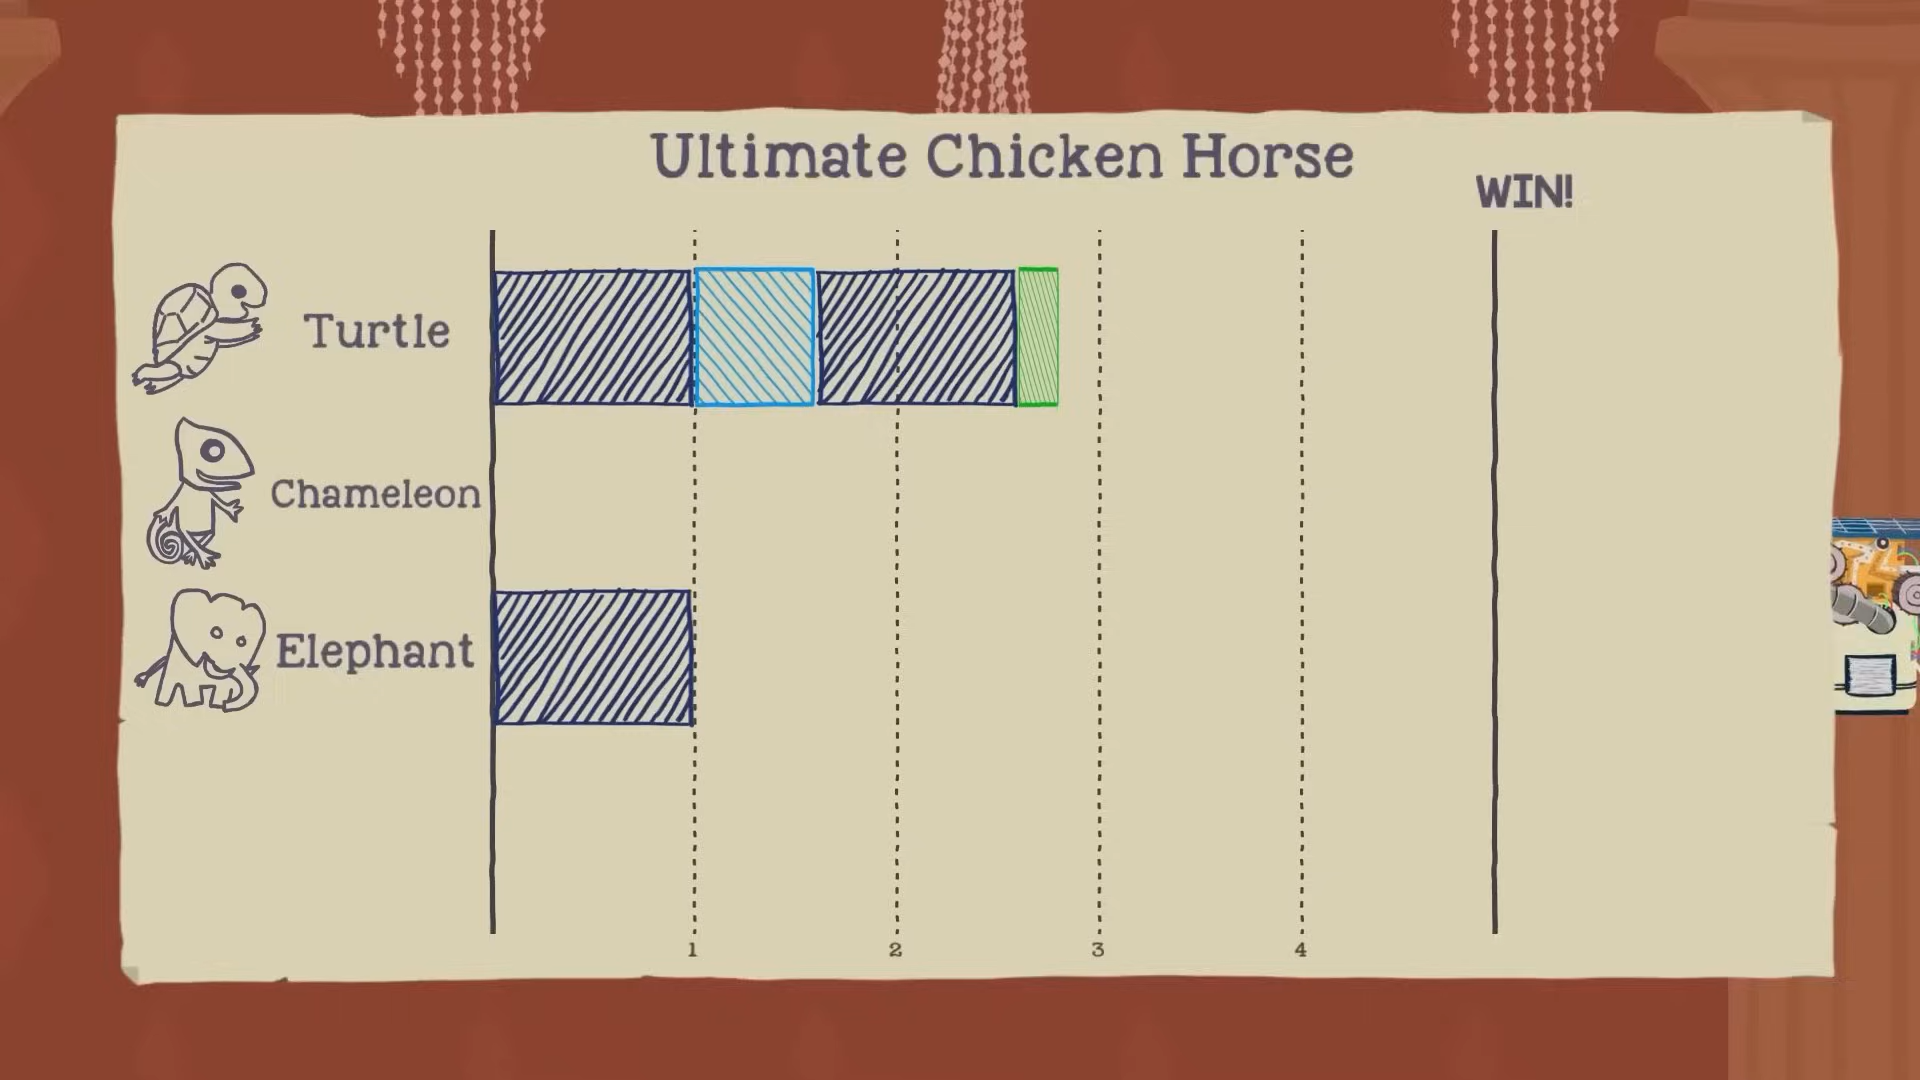 Ultimate Chicken Horse
WIN!
Turtle
Chameleon
Elephant
1 2 3 4